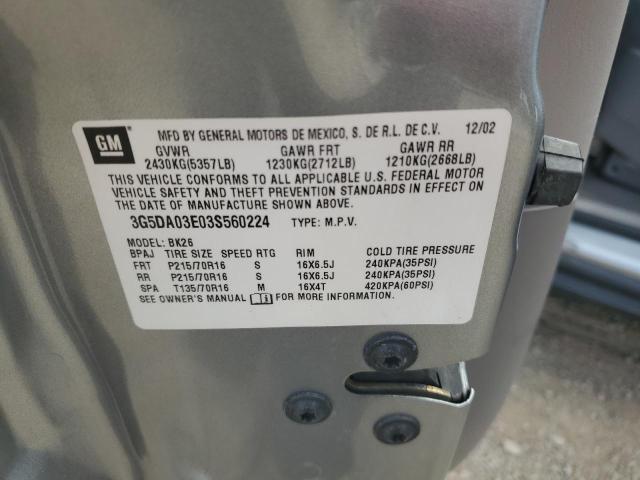 GM
MFD BY GENERAL MOTORS DE MEXICO, S. DE R.L. DE C.V. 12/02
GVWR GAWR FRT GAWR RR
2430KG(5357LB) 1230KG(2712LB) 1210KG(2668LB)
THIS VEHICLE CONFORMS TO ALL APPLICABLE U.S. FEDERAL MOTOR
VEHICLE SAFETY AND THEFT PREVENTION STANDARDS IN EFFECT ON
THE DATE OF MANUFACTURE SHOWN ABOVE.
3G5DA03E03S560224 TYPE: M.P.V.
MODEL: BK26
BPAJ TIRE SIZE SPEED RTG RIM COLD TIRE PRESSURE
FRT P215/70R16 S 16X6.5J 240KPA(35PSI)
RR P215/70R16 S 16X6.5J 240KPA(35PSI)
SPA T135/70R16 M 16X4T 420KPA(60PSI)
SEE OWNER'S MANUAL FOR MORE INFORMATION.